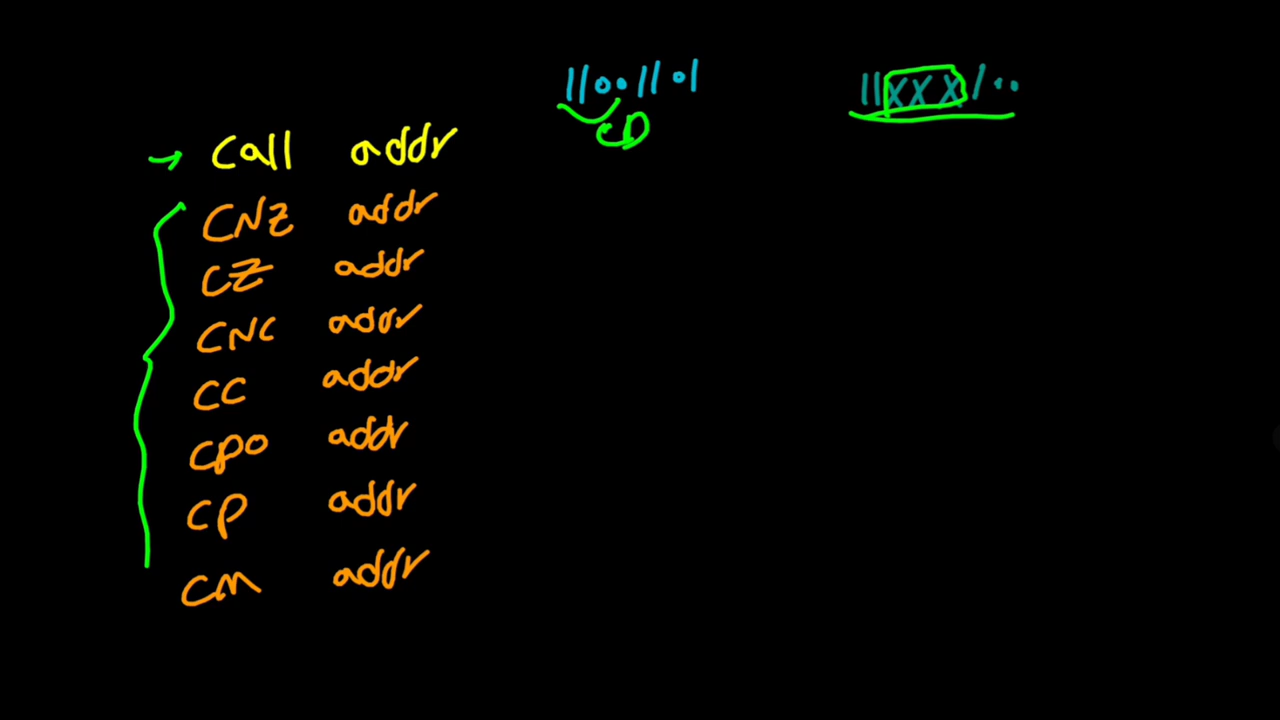 11001101 11XXX100
CD
Call addr
CNZ addr
CZ addr
CNC addr
CC addr
CPO addr
CP addr
CM addr